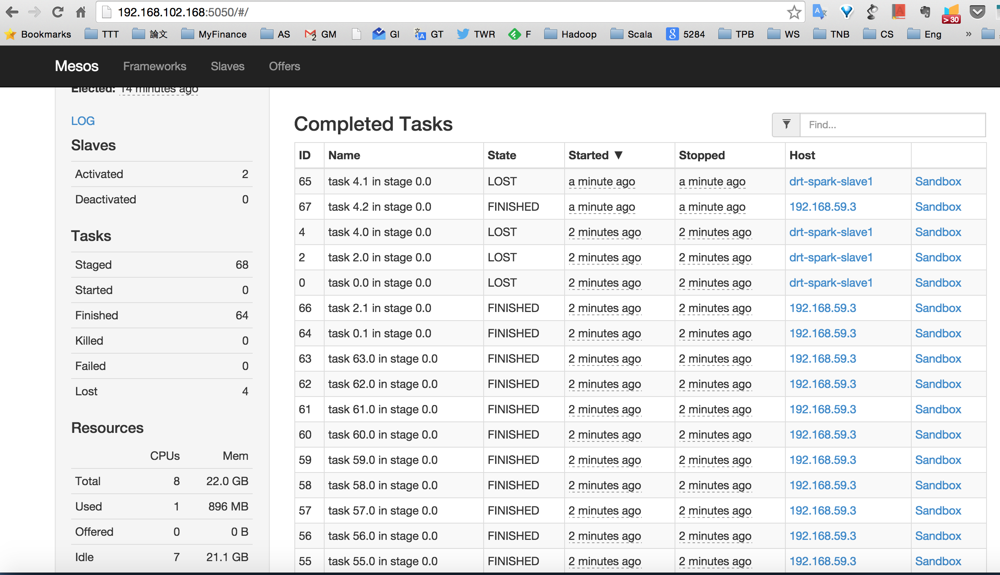 192.168.102.168:5050/#/
> 30
Bookmarks TTT 論文 MyFinance AS 2 GM GI GT TWR F Hadoop Scala 5284 TPB WS TNB CS Eng »
Mesos Frameworks Slaves Offers
Elected: 14 minutes ago
LOG
Slaves
Activated 2
Deactivated 0
Tasks
Staged 68
Started 0
Finished 64
Killed 0
Failed 0
Lost 4
Resources
CPUs Mem
Total 8 22.0 GB
Used 1 896 MB
Offered 0 0 B
Idle 7 21.1 GB
Completed Tasks
Find...
ID Name State Started ▼ Stopped Host
65 task 4.1 in stage 0.0 LOST a minute ago a minute ago drt-spark-slave1 Sandbox
67 task 4.2 in stage 0.0 FINISHED a minute ago a minute ago 192.168.59.3 Sandbox
4 task 4.0 in stage 0.0 LOST 2 minutes ago 2 minutes ago drt-spark-slave1 Sandbox
2 task 2.0 in stage 0.0 LOST 2 minutes ago 2 minutes ago drt-spark-slave1 Sandbox
0 task 0.0 in stage 0.0 LOST 2 minutes ago 2 minutes ago drt-spark-slave1 Sandbox
66 task 2.1 in stage 0.0 FINISHED 2 minutes ago 2 minutes ago 192.168.59.3 Sandbox
64 task 0.1 in stage 0.0 FINISHED 2 minutes ago 2 minutes ago 192.168.59.3 Sandbox
63 task 63.0 in stage 0.0 FINISHED 2 minutes ago 2 minutes ago 192.168.59.3 Sandbox
62 task 62.0 in stage 0.0 FINISHED 2 minutes ago 2 minutes ago 192.168.59.3 Sandbox
61 task 61.0 in stage 0.0 FINISHED 2 minutes ago 2 minutes ago 192.168.59.3 Sandbox
60 task 60.0 in stage 0.0 FINISHED 2 minutes ago 2 minutes ago 192.168.59.3 Sandbox
59 task 59.0 in stage 0.0 FINISHED 2 minutes ago 2 minutes ago 192.168.59.3 Sandbox
58 task 58.0 in stage 0.0 FINISHED 2 minutes ago 2 minutes ago 192.168.59.3 Sandbox
57 task 57.0 in stage 0.0 FINISHED 2 minutes ago 2 minutes ago 192.168.59.3 Sandbox
56 task 56.0 in stage 0.0 FINISHED 2 minutes ago 2 minutes ago 192.168.59.3 Sandbox
55 task 55.0 in stage 0.0 FINISHED 2 minutes ago 2 minutes ago 192.168.59.3 Sandbox